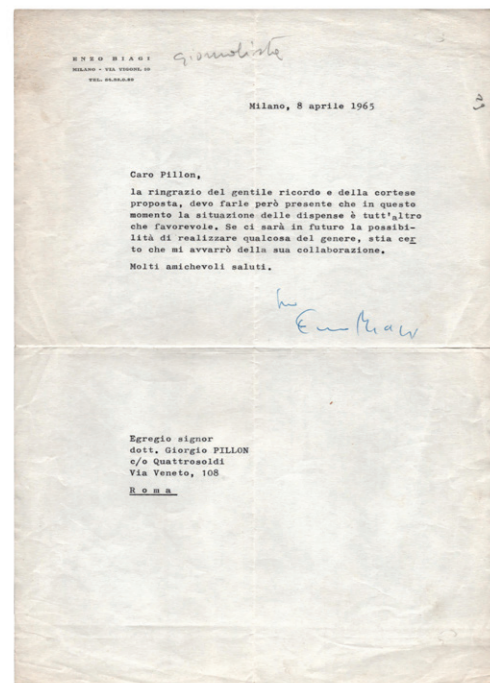 ENZO BIAGI
giornalista
MILANO - VIA VIGONI, 60
Milano, 8 aprile 1965
Caro Pillon,
la ringrazio del gentile ricordo e della cortese
proposta, devo farle però presente che in questo
momento la situazione delle dispense è tutt'altro
che favorevole. Se ci sarà in futuro la possibi-
lità di realizzare qualcosa del genere, stia cer
to che mi avvarrò della sua collaborazione.
Molti amichevoli saluti.
Enzo Biagi
Egregio signor
dott. Giorgio PILLON
c/o Quattrosoldi
Via Veneto, 108
Roma